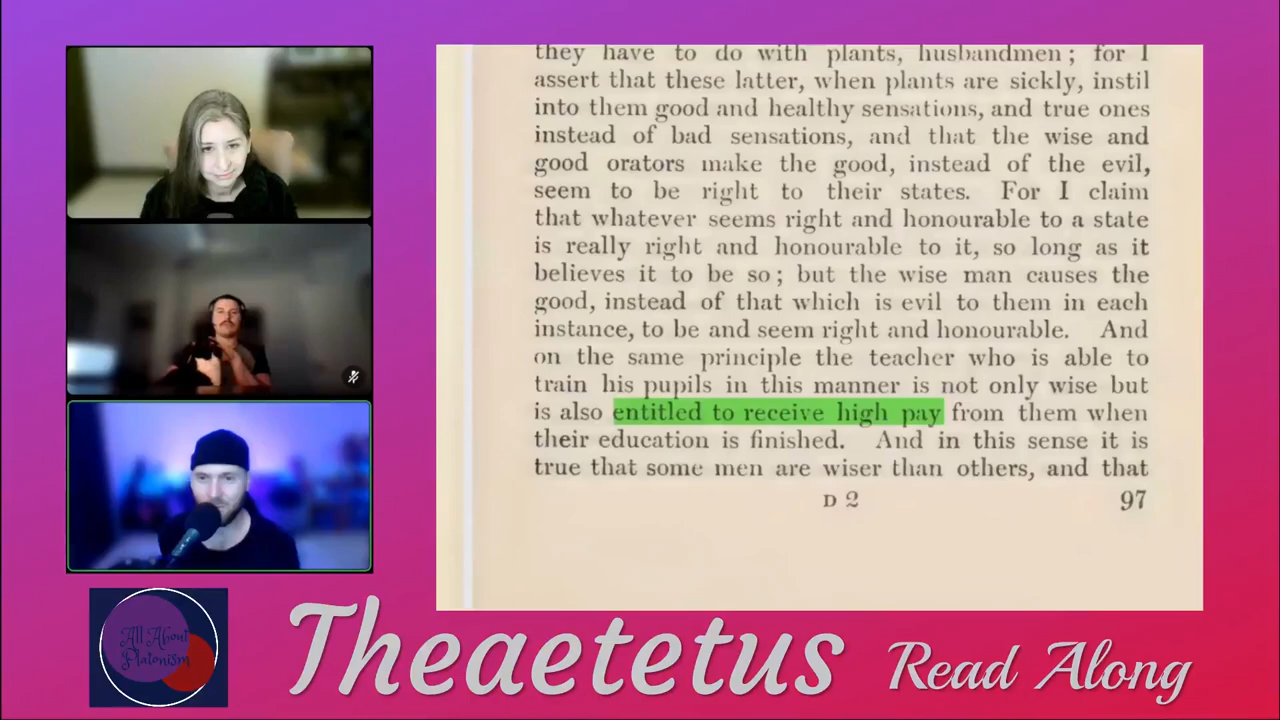 they have to do with plants, husbandmen; for I
assert that these latter, when plants are sickly, instil
into them good and healthy sensations, and true ones
instead of bad sensations, and that the wise and
good orators make the good, instead of the evil,
seem to be right to their states. For I claim
that whatever seems right and honourable to a state
is really right and honourable to it, so long as it
believes it to be so; but the wise man causes the
good, instead of that which is evil to them in each
instance, to be and seem right and honourable. And
on the same principle the teacher who is able to
train his pupils in this manner is not only wise but
is also entitled to receive high pay from them when
their education is finished. And in this sense it is
true that some men are wiser than others, and that
D 2 97
All About
Platonism
Theaetetus Read Along